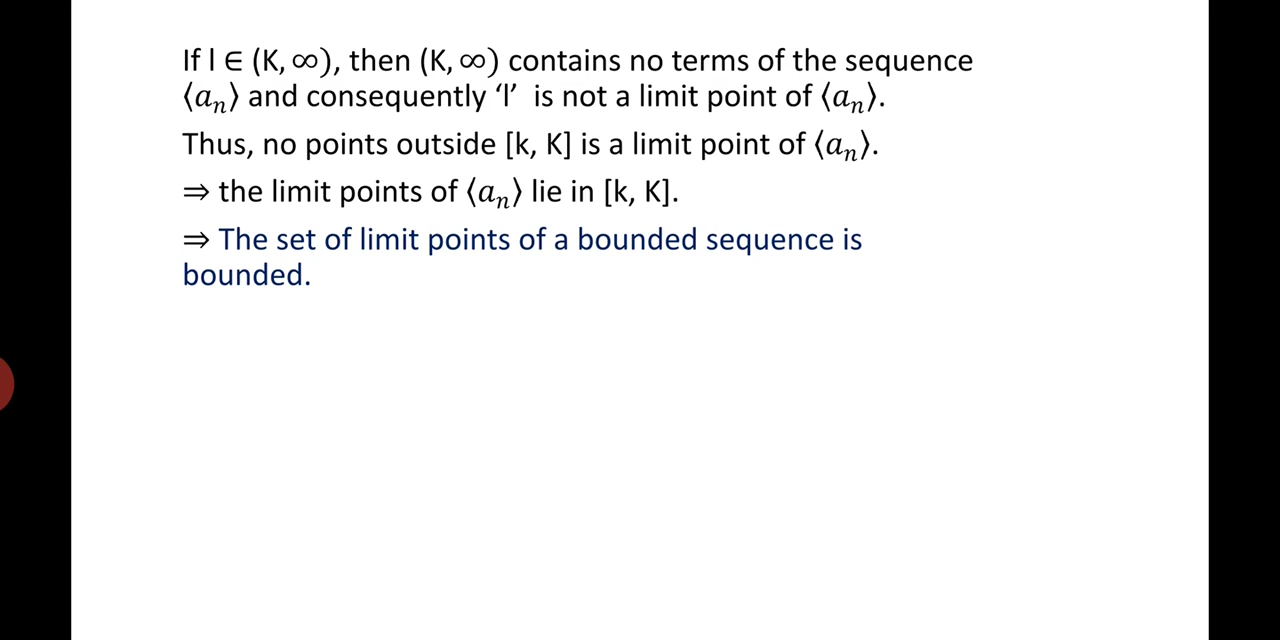 If l ∈ (K, ∞), then (K, ∞) contains no terms of the sequence
⟨aₙ⟩ and consequently ‘l’ is not a limit point of ⟨aₙ⟩.
Thus, no points outside [k, K] is a limit point of ⟨aₙ⟩.
⇒ the limit points of ⟨aₙ⟩ lie in [k, K].
⇒ The set of limit points of a bounded sequence is
bounded.